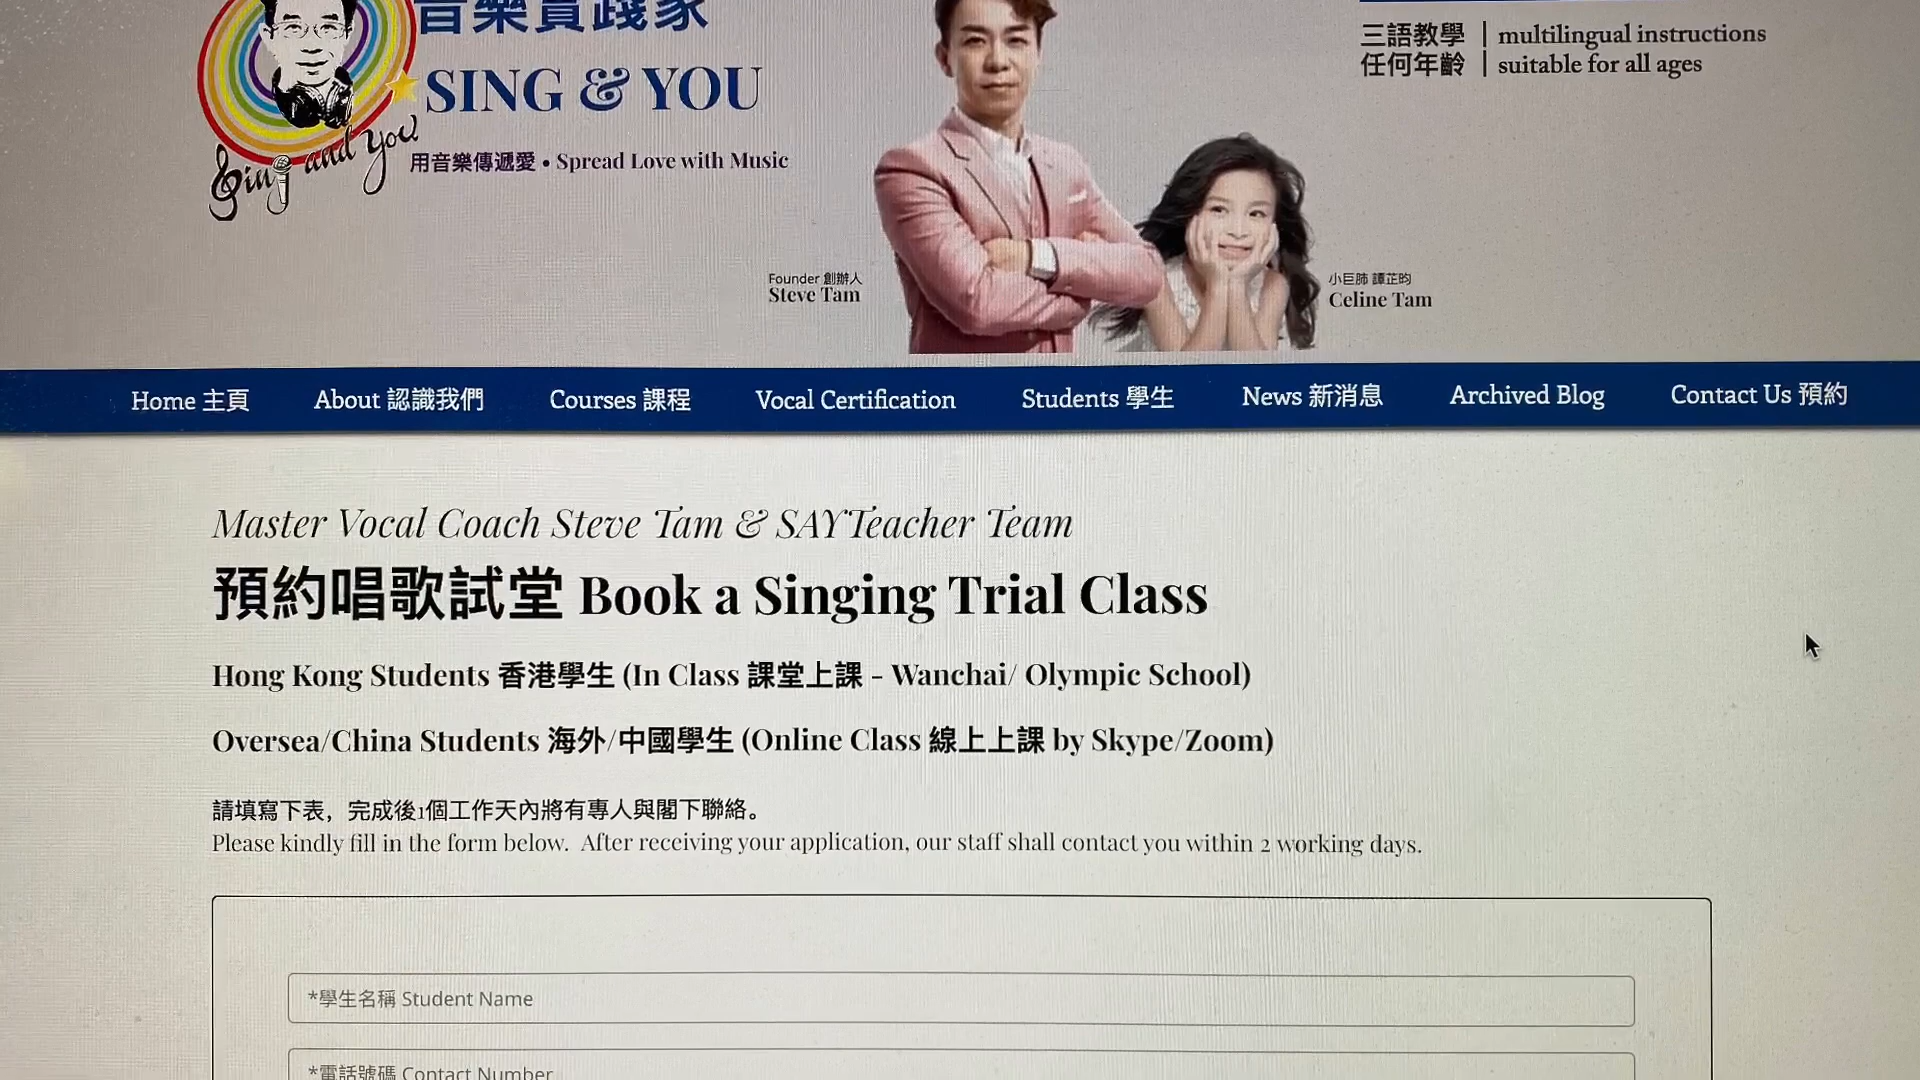 音樂實踐家
SING & YOU
Sing and You
用音樂傳遞愛 • Spread Love with Music
三語教學 | multilingual instructions
任何年齡 | suitable for all ages
Founder 創辦人
Steve Tam
小巨肺 譚芷昀
Celine Tam
Home 主頁
About 認識我們
Courses 課程
Vocal Certification
Students 學生
News 新消息
Archived Blog
Contact Us 預約
Master Vocal Coach Steve Tam & SAYTeacher Team
預約唱歌試堂 Book a Singing Trial Class
Hong Kong Students 香港學生 (In Class 課堂上課 - Wanchai/ Olympic School)
Oversea/China Students 海外/中國學生 (Online Class 線上上課 by Skype/Zoom)
請填寫下表，完成後1個工作天內將有專人與閣下聯絡。
Please kindly fill in the form below. After receiving your application, our staff shall contact you within 2 working days.
*學生名稱 Student Name
*電話號碼 Contact Number